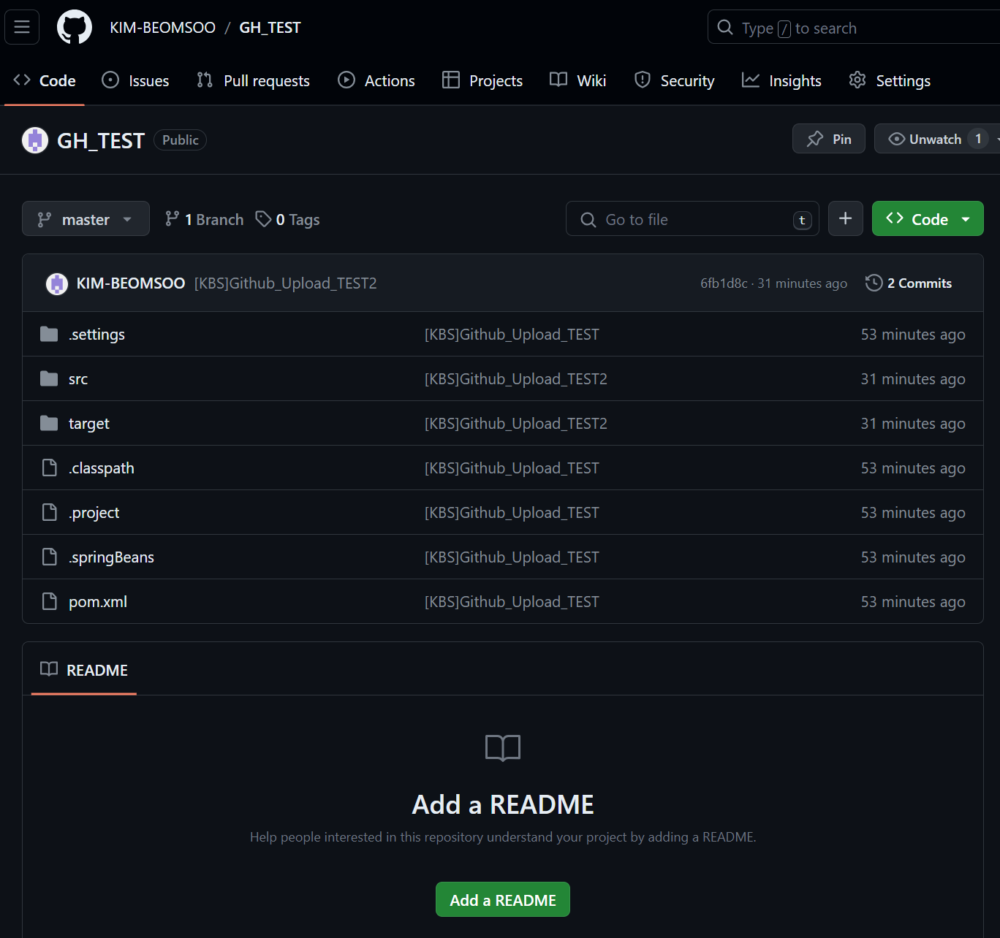 KIM-BEOMSOO / GH_TEST
Type / to search
Code Issues Pull requests Actions Projects Wiki Security Insights Settings
GH_TEST Public
Pin Unwatch 1
master 1 Branch 0 Tags
Go to file t + Code
KIM-BEOMSOO [KBS]Github_Upload_TEST2 6fb1d8c · 31 minutes ago 2 Commits
.settings [KBS]Github_Upload_TEST 53 minutes ago
src [KBS]Github_Upload_TEST2 31 minutes ago
target [KBS]Github_Upload_TEST2 31 minutes ago
.classpath [KBS]Github_Upload_TEST 53 minutes ago
.project [KBS]Github_Upload_TEST 53 minutes ago
.springBeans [KBS]Github_Upload_TEST 53 minutes ago
pom.xml [KBS]Github_Upload_TEST 53 minutes ago
README
Add a README
Help people interested in this repository understand your project by adding a README.
Add a README